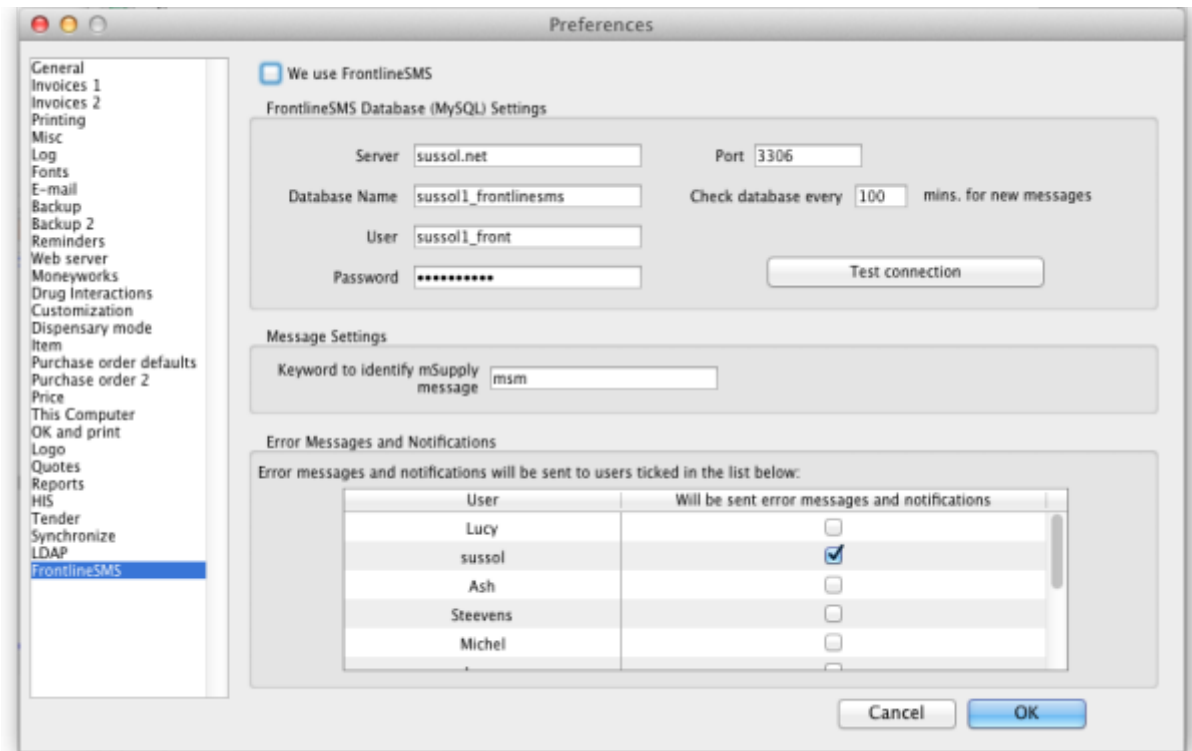 Preferences
General
Invoices 1
Invoices 2
Printing
Misc
Log
Fonts
E-mail
Backup
Backup 2
Reminders
Web server
Moneyworks
Drug Interactions
Customization
Dispensary mode
Item
Purchase order defaults
Purchase order 2
Price
This Computer
OK and print
Logo
Quotes
Reports
HIS
Tender
Synchronize
LDAP
FrontlineSMS
We use FrontlineSMS
FrontlineSMS Database (MySQL) Settings
Server sussol.net Port 3306
Database Name sussol1_frontlinesms Check database every 100 mins. for new messages
User sussol1_front
Password •••••••••• Test connection
Message Settings
Keyword to identify mSupply
message msm
Error Messages and Notifications
Error messages and notifications will be sent to users ticked in the list below:
User Will be sent error messages and notifications
Lucy
sussol
Ash
Steevens
Michel
Cancel OK